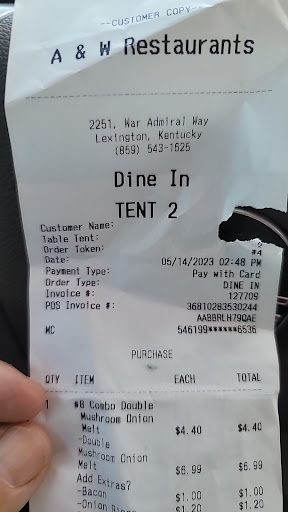 --CUSTOMER COPY--
A & W Restaurants
2251, War Admiral Way
Lexington, Kentucky
(859) 543-1625
Dine In
TENT 2
Customer Name:
Table Tent: 2
Order Token: #4
Date: 05/14/2023 02:48 PM
Payment Type: Pay with Card
Order Type: DINE IN
Invoice #: 127709
POS Invoice #: 36810283530244
AABBRLH79QAE
MC 546199******6536
PURCHASE
QTY ITEM EACH TOTAL
1 #8 Combo Double
Mushroom Onion
Melt $4.40 $4.40
-Double
Mushroom Onion
Melt $6.99 $6.99
Add Extras?
-Bacon $1.00 $1.00
-Onion Rings $1.20 $1.20